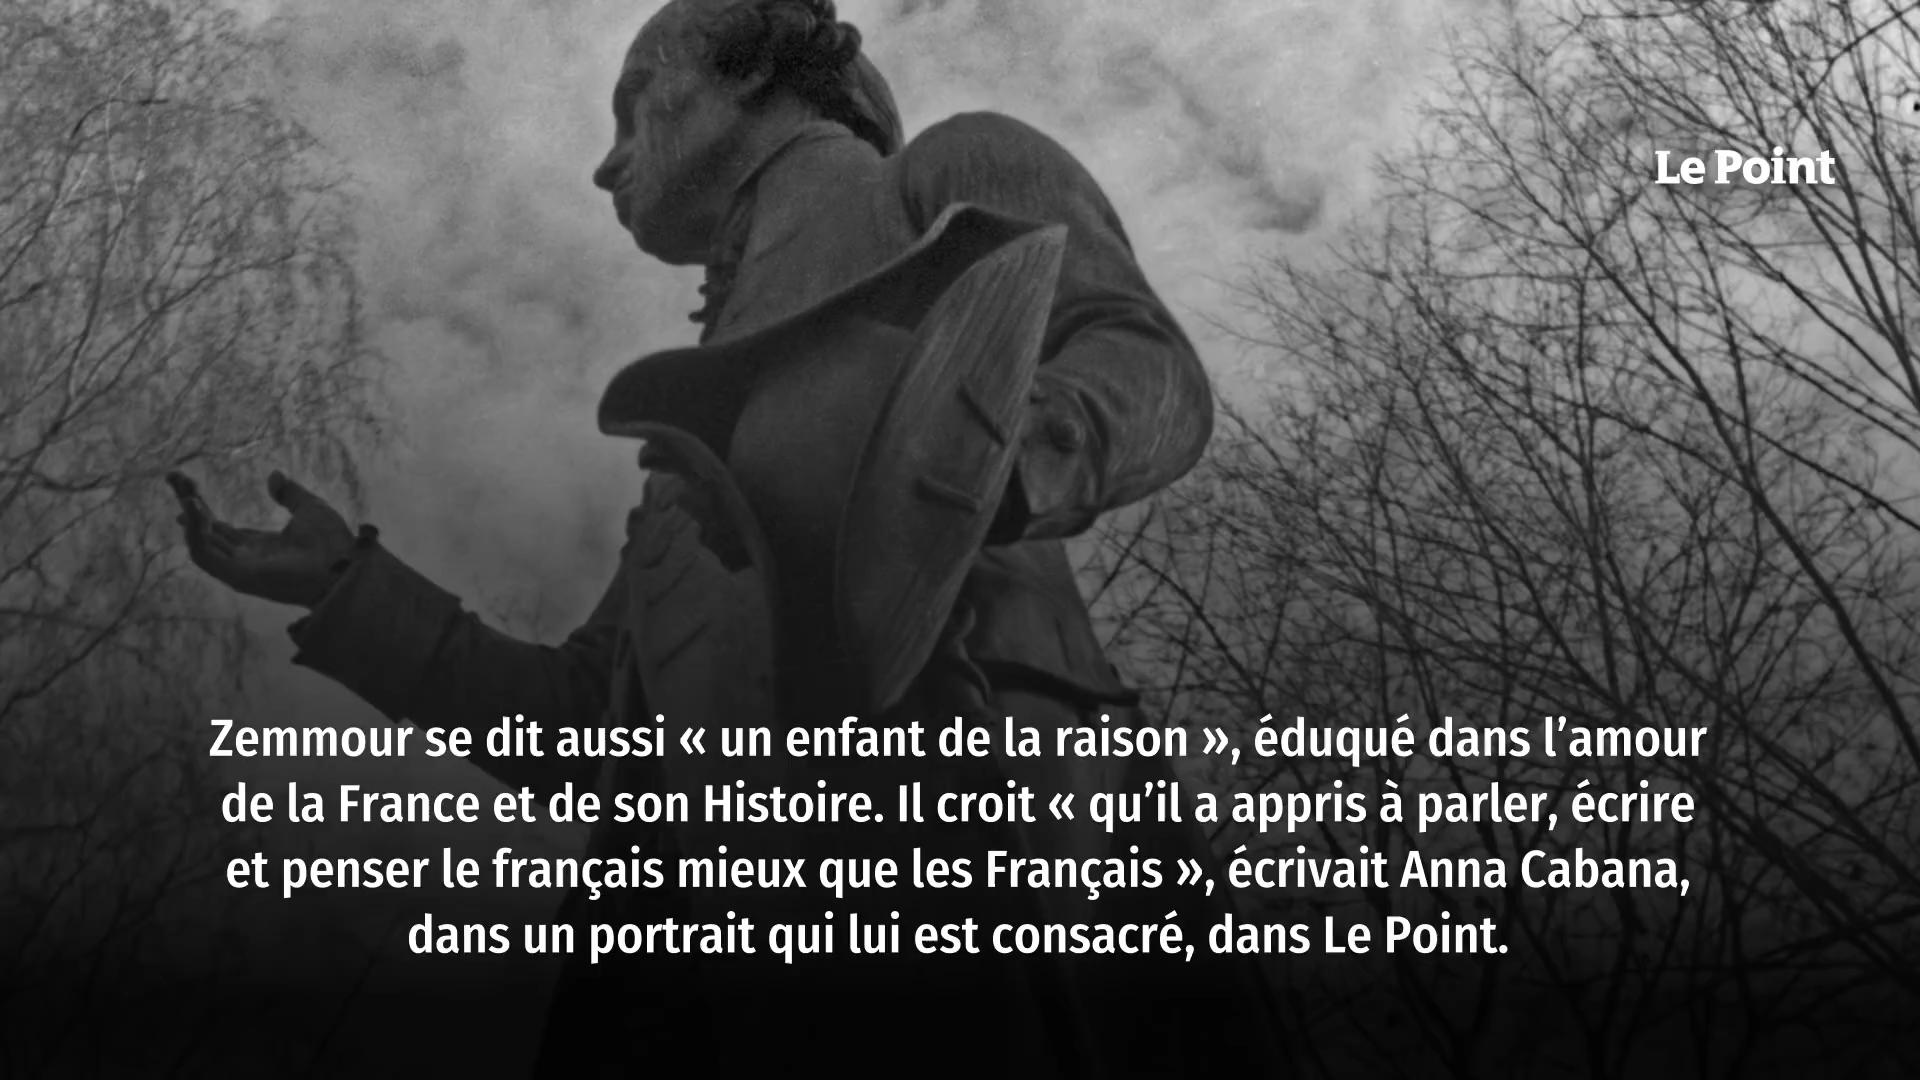 Le Point
Zemmour se dit aussi « un enfant de la raison », éduqué dans l’amour
de la France et de son Histoire. Il croit « qu’il a appris à parler, écrire
et penser le français mieux que les Français », écrivait Anna Cabana,
dans un portrait qui lui est consacré, dans Le Point.